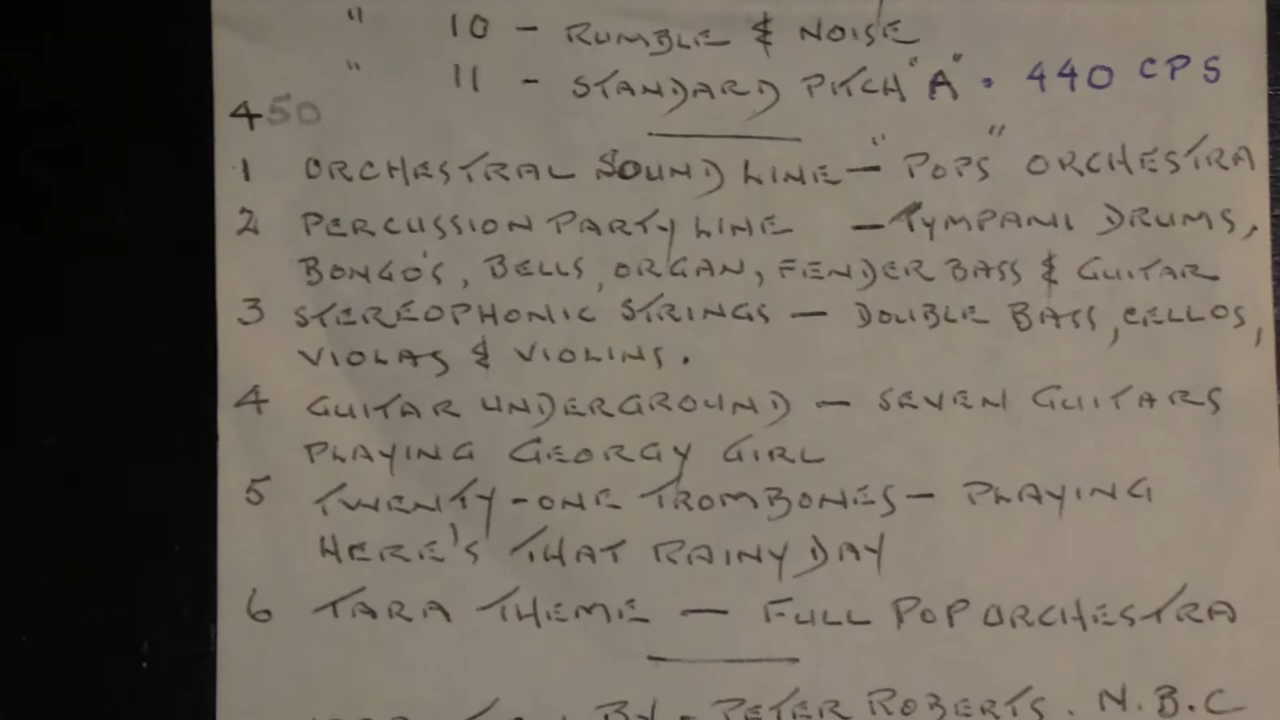 " 10 - RUMBLE & NOISE
" 11 - STANDARD PITCH "A" . 440 CPS
450
1 ORCHESTRAL SOUND LINE - "POPS" ORCHESTRA
2 PERCUSSION PARTY LINE - TYMPANI DRUMS,
BONGO'S, BELLS, ORGAN, FENDER BASS & GUITAR
3 STEREOPHONIC STRINGS - DOUBLE BASS, CELLOS,
VIOLAS & VIOLINS.
4 GUITAR UNDERGROUND - SEVEN GUITARS
PLAYING GEORGY GIRL
5 TWENTY-ONE TROMBONES - PLAYING
HERE'S THAT RAINY DAY
6 TARA THEME - FULL POP ORCHESTRA
BY - PETER ROBERTS. N.B.C